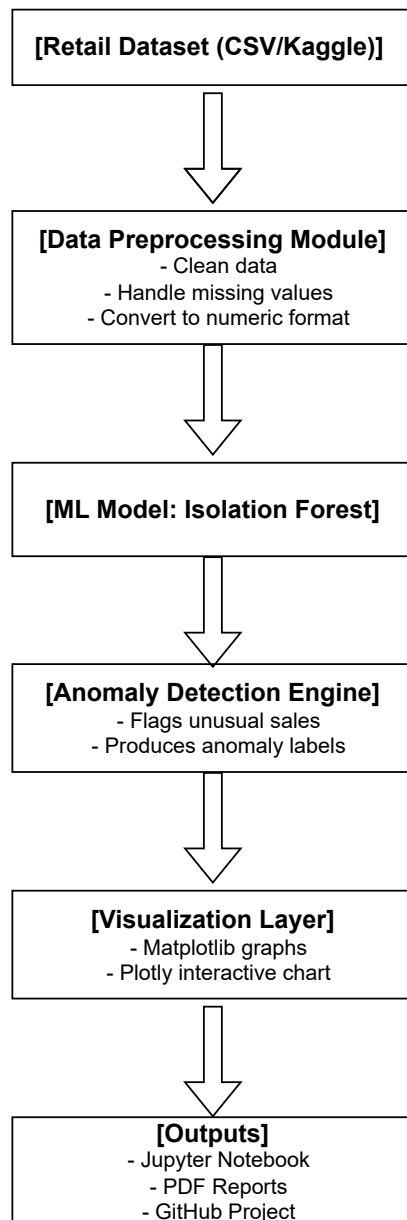 [Retail Dataset (CSV/Kaggle)]
[Data Preprocessing Module]
- Clean data
- Handle missing values
- Convert to numeric format
[ML Model: Isolation Forest]
[Anomaly Detection Engine]
- Flags unusual sales
- Produces anomaly labels
[Visualization Layer]
- Matplotlib graphs
- Plotly interactive chart
[Outputs]
- Jupyter Notebook
- PDF Reports
- GitHub Project